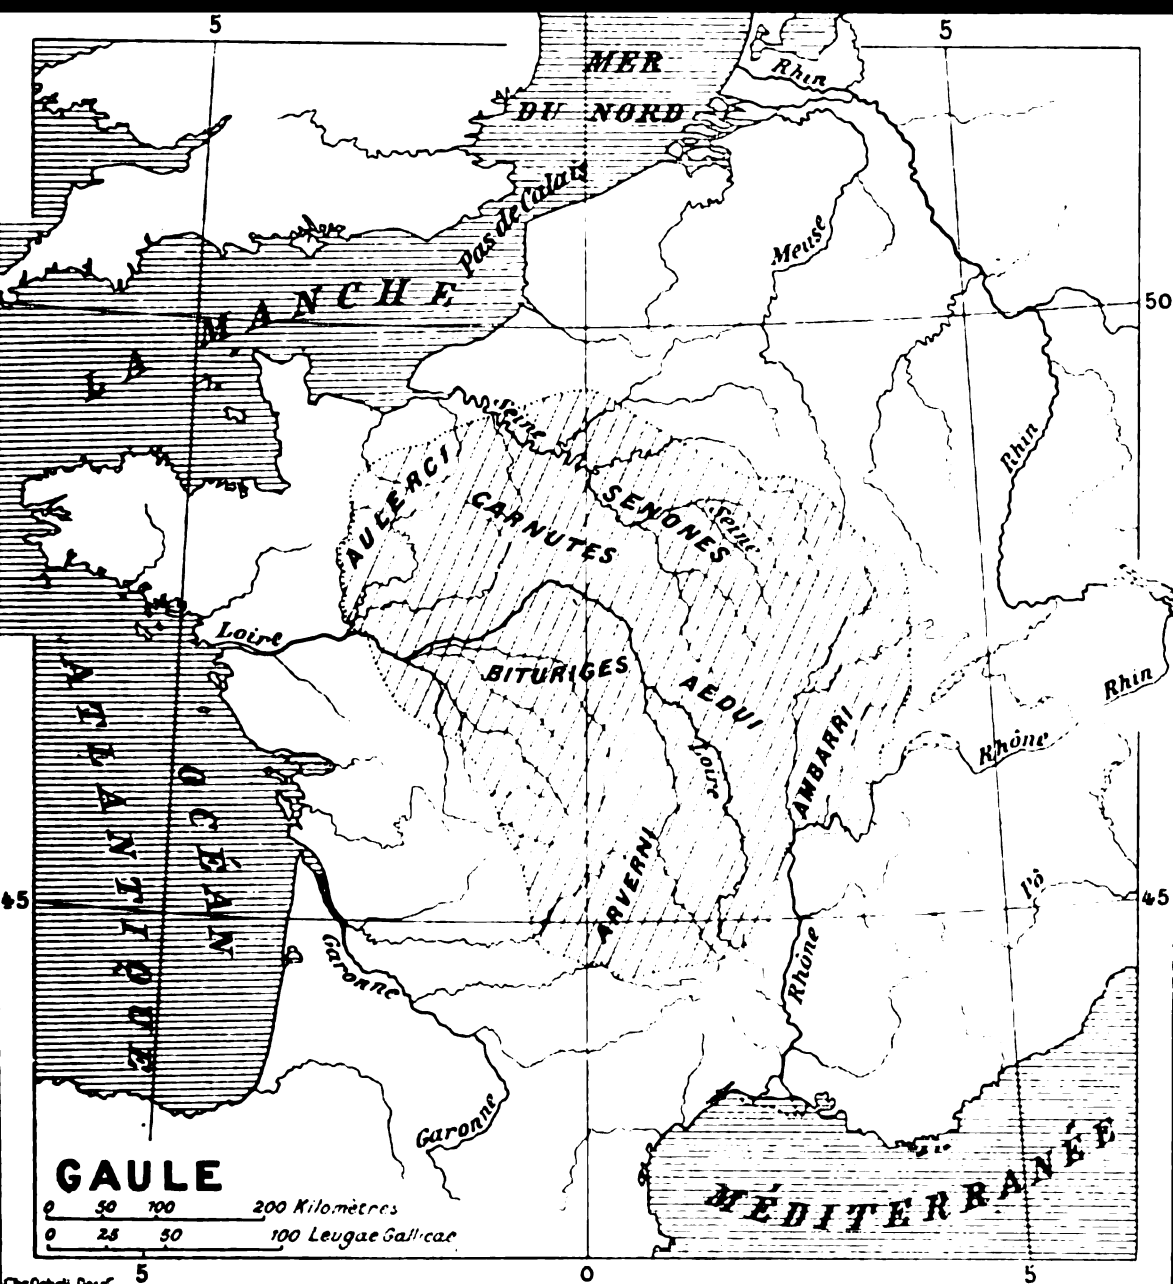 5
5
MER
DU NORD
Rhin
Pas de Calais
Meuse
LA MANCHE
50
Rhin
Seine
AULERCI
CARNUTES
SENONES
Seine
Loire
BITURIGES
AEDUI
AMBARRI
Loire
Rhône
Rhin
ATLANTIQUE
OCÉAN
ARVERNI
Pô
45
45
Garonne
Rhône
Garonne
MÉDITERRANÉE
GAULE
0 50 100 200 Kilomètres
0 25 50 100 Leugae Gallicae
5
0
5